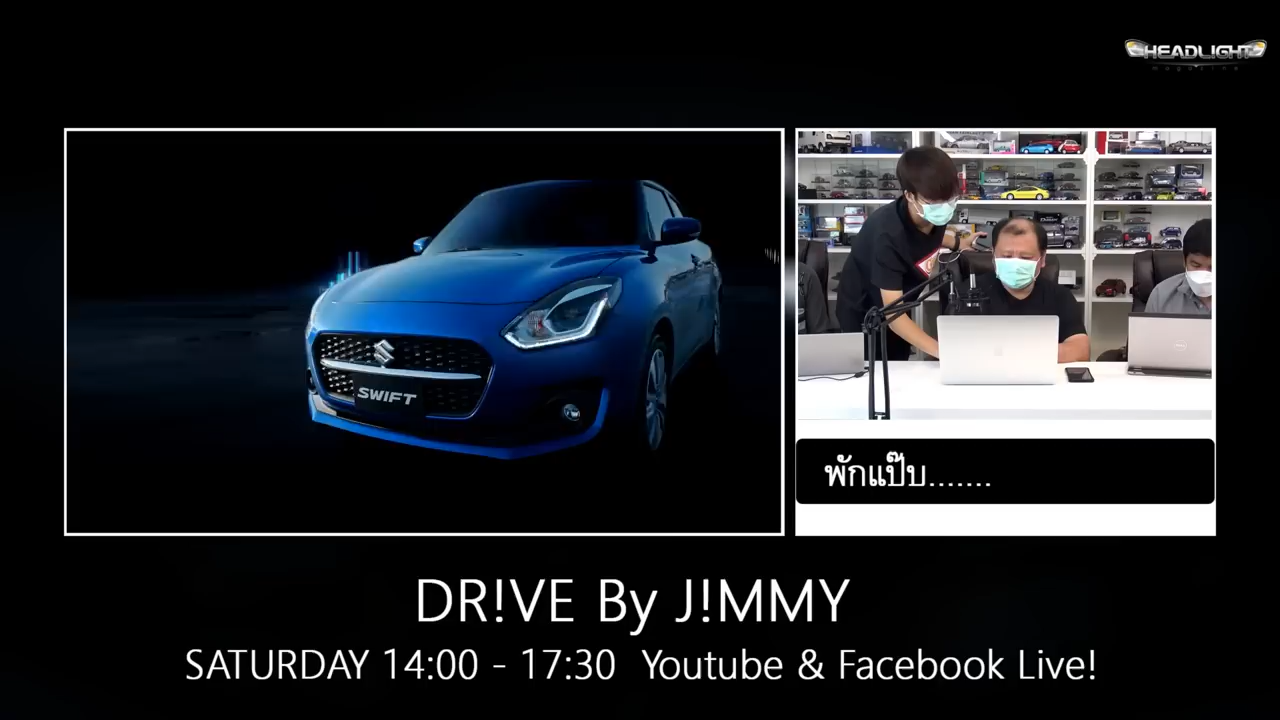 HEADLIGHT
magazine
SWIFT
พักแป๊บ.......
DR!VE By J!MMY
SATURDAY 14:00 - 17:30 Youtube & Facebook Live!